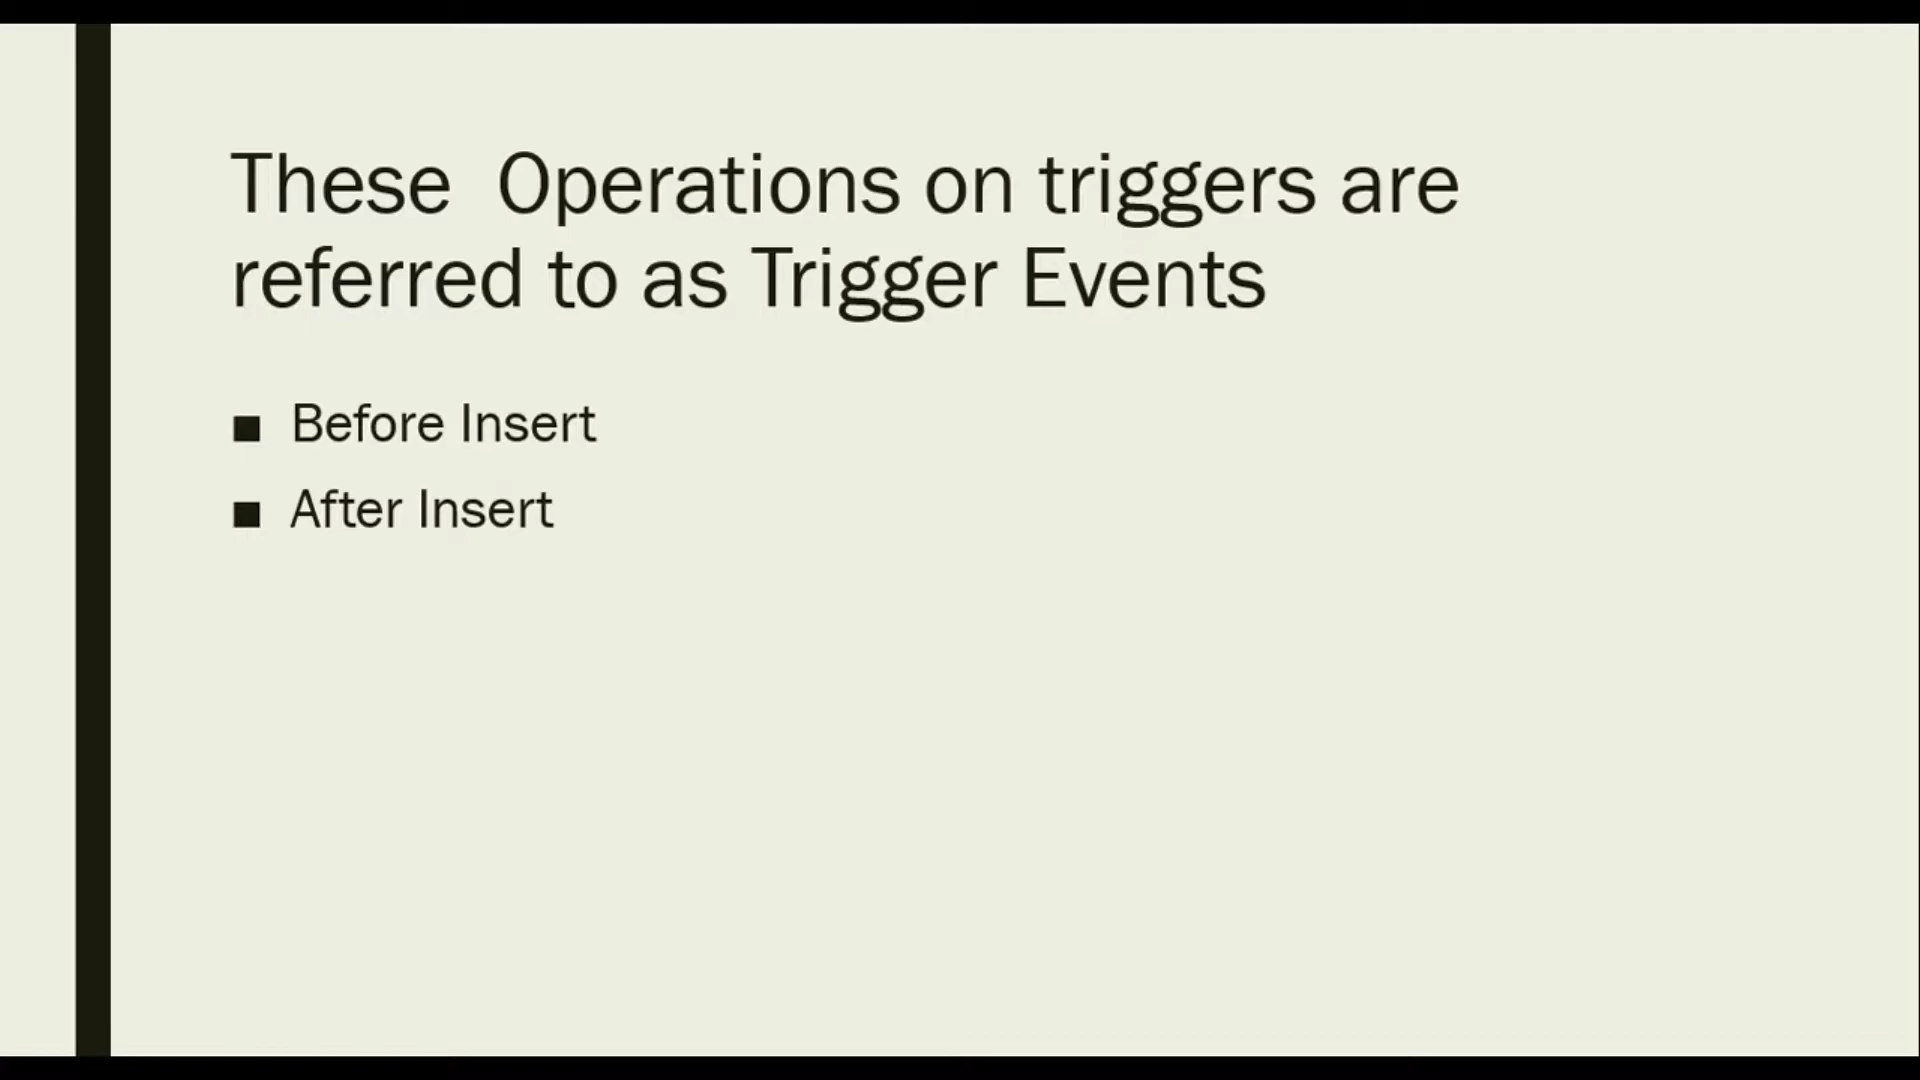 These  Operations on triggers are
referred to as Trigger Events
■ Before Insert
■ After Insert